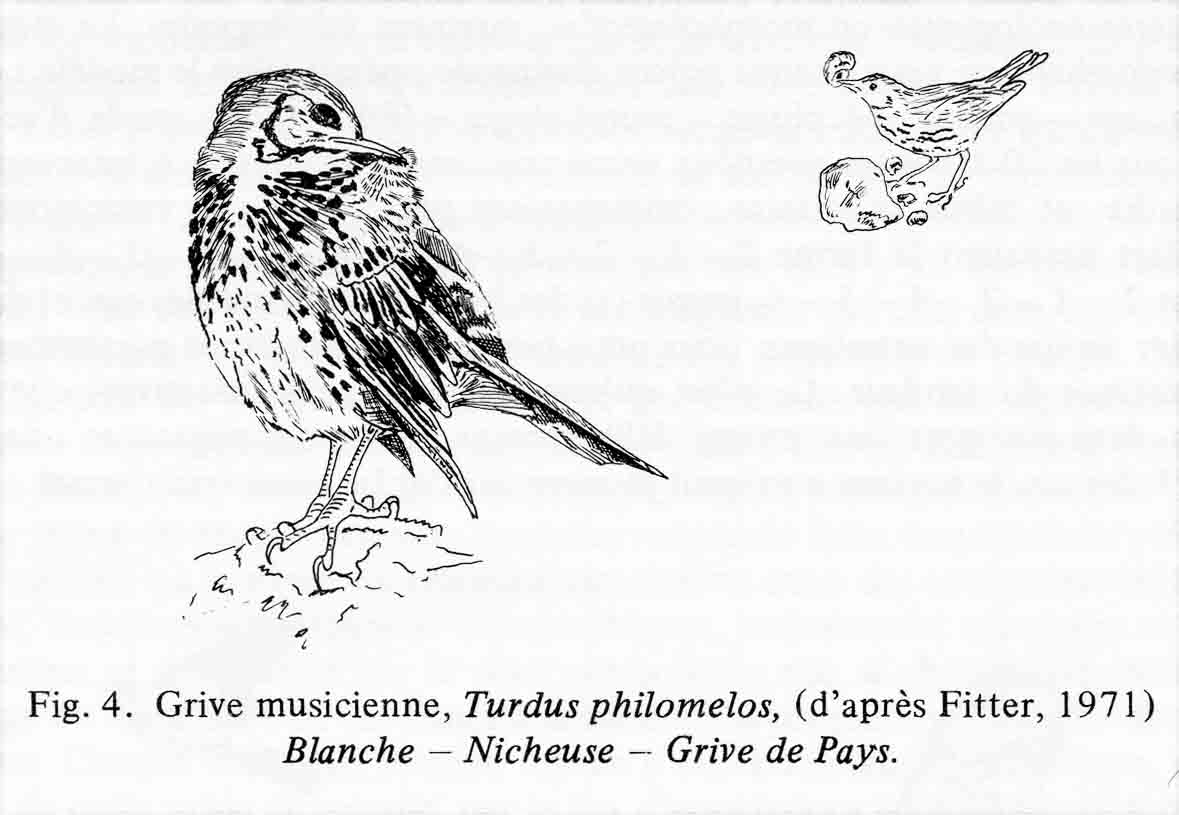 Fig. 4. Grive musicienne, Turdus philomelos, (d'après Fitter, 1971)
Blanche – Nicheuse – Grive de Pays.